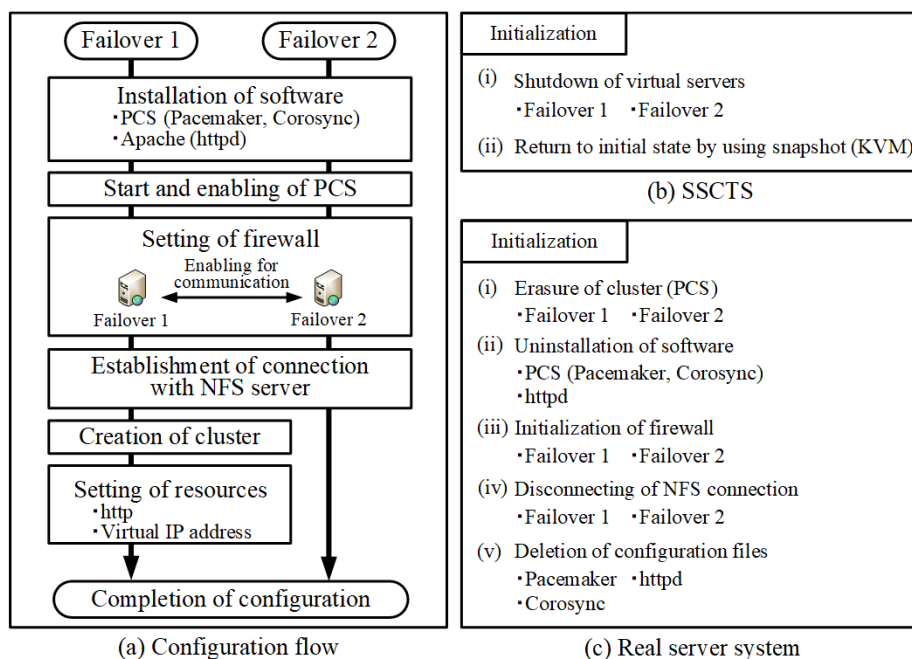 Failover 1
Failover 2
Installation of software
・PCS (Pacemaker, Corosync)
・Apache (httpd)
Start and enabling of PCS
Setting of firewall
Enabling for
communication
Failover 1
Failover 2
Establishment of connection
with NFS server
Creation of cluster
Setting of resources
・http
・Virtual IP address
Completion of configuration
(a) Configuration flow
Initialization
(i) Shutdown of virtual servers
・Failover 1 ・Failover 2
(ii) Return to initial state by using snapshot (KVM)
(b) SSCTS
Initialization
(i) Erasure of cluster (PCS)
・Failover 1 ・Failover 2
(ii) Uninstallation of software
・PCS (Pacemaker, Corosync)
・httpd
(iii) Initialization of firewall
・Failover 1 ・Failover 2
(iv) Disconnecting of NFS connection
・Failover 1 ・Failover 2
(v) Deletion of configuration files
・Pacemaker ・httpd
・Corosync
(c) Real server system